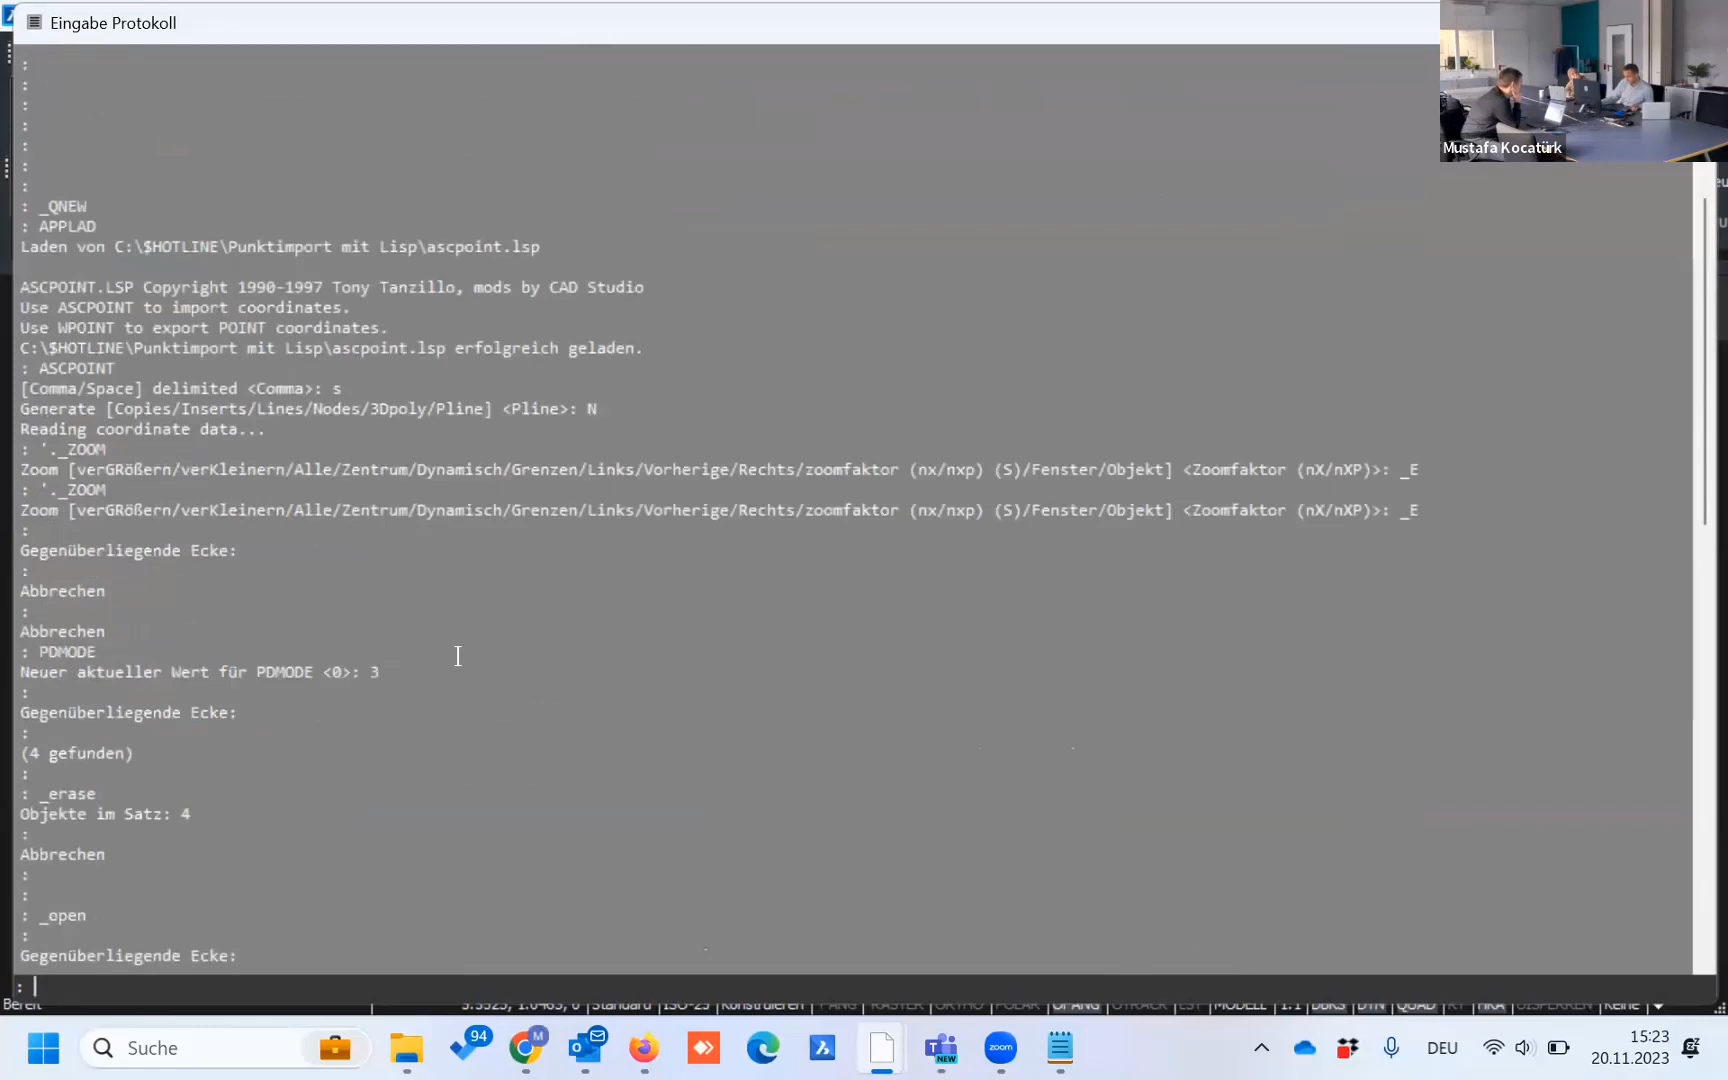 Eingabe Protokoll
Mustafa Kocatürk
:
:
:
:
:
:
:
: _QNEW
: APPLAD
Laden von C:\$HOTLINE\Punktimport mit Lisp\ascpoint.lsp
ASCPOINT.LSP Copyright 1990-1997 Tony Tanzillo, mods by CAD Studio
Use ASCPOINT to import coordinates.
Use WPOINT to export POINT coordinates.
C:\$HOTLINE\Punktimport mit Lisp\ascpoint.lsp erfolgreich geladen.
: ASCPOINT
[Comma/Space] delimited <Comma>: s
Generate [Copies/Inserts/Lines/Nodes/3Dpoly/Pline] <Pline>: N
Reading coordinate data...
: '._ZOOM
Zoom [verGRößern/verKleinern/Alle/Zentrum/Dynamisch/Grenzen/Links/Vorherige/Rechts/zoomfaktor (nx/nxp) (S)/Fenster/Objekt] <Zoomfaktor (nX/nXP)>: _E
: '._ZOOM
Zoom [verGRößern/verKleinern/Alle/Zentrum/Dynamisch/Grenzen/Links/Vorherige/Rechts/zoomfaktor (nx/nxp) (S)/Fenster/Objekt] <Zoomfaktor (nX/nXP)>: _E
:
Gegenüberliegende Ecke:
:
Abbrechen
:
Abbrechen
: PDMODE
Neuer aktueller Wert für PDMODE <0>: 3
:
Gegenüberliegende Ecke:
:
(4 gefunden)
:
: _erase
Objekte im Satz: 4
:
Abbrechen
:
:
: _open
:
Gegenüberliegende Ecke:
:
Bereit Standard ISO-25 Konstruieren MODELL 1:1
Suche
94
M
NEW
zoom
DEU
15:23
20.11.2023